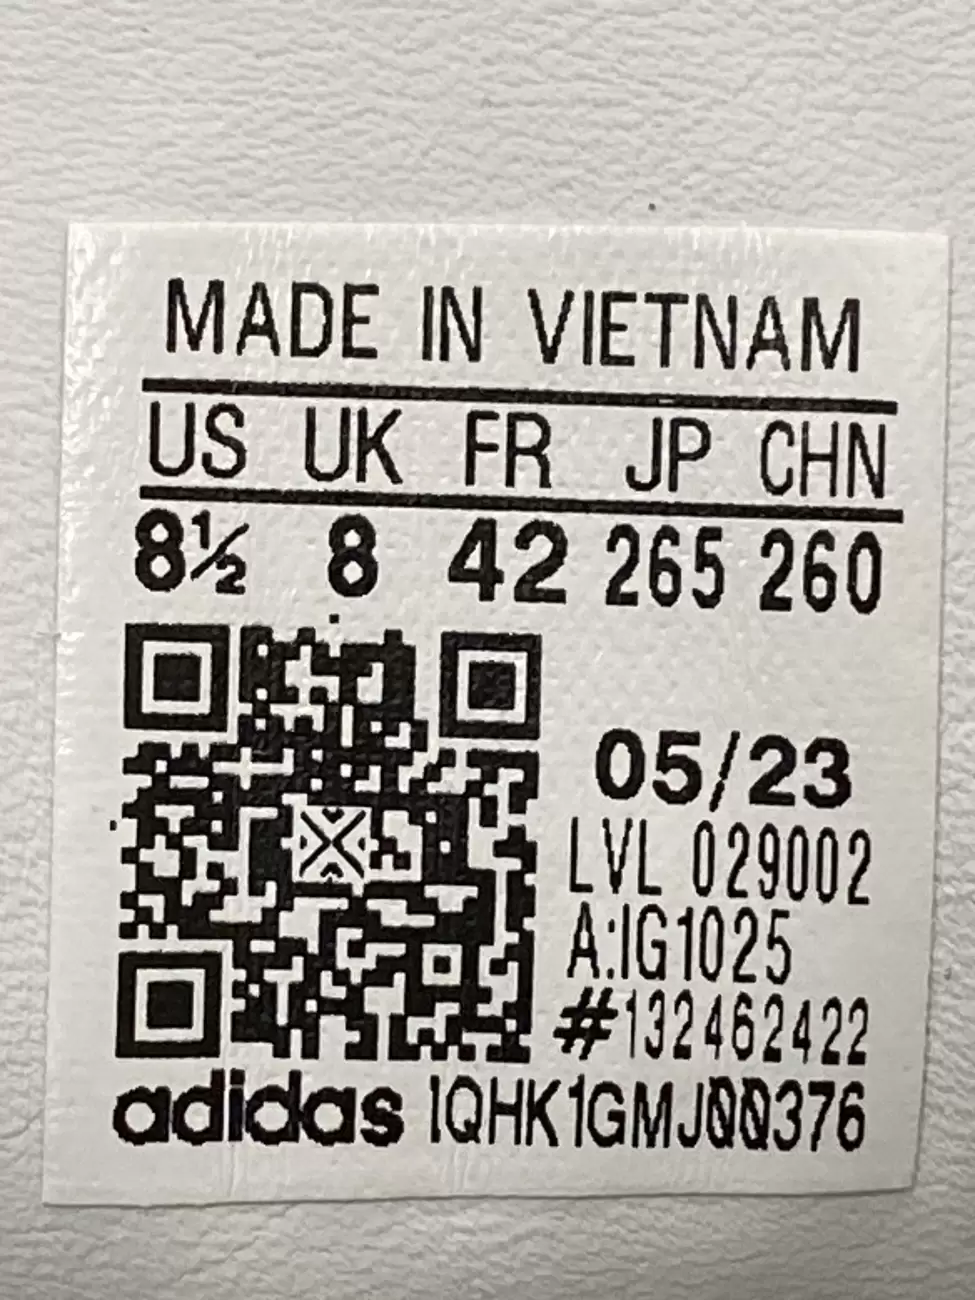 MADE IN VIETNAM
US UK FR JP CHN
8½ 8 42 265 260
05/23
LVL 029002
A:IG1025
#132462422
adidas 1QHK1GMJ00376